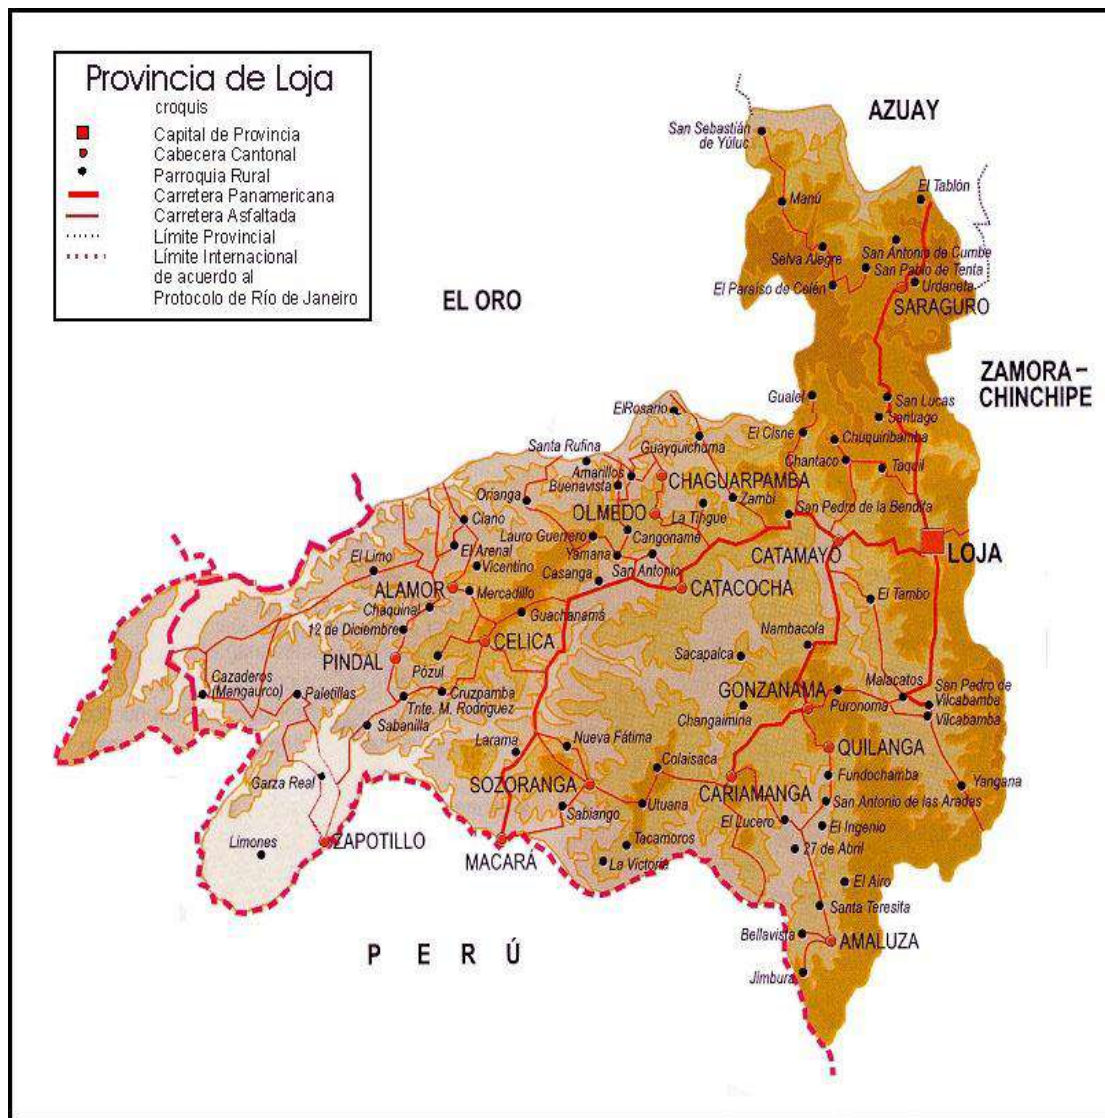 Provincia de Loja
croquis
Capital de Provincia
Cabecera Cantonal
Parroquia Rural
Carretera Panamericana
Carretera Asfaltada
Límite Provincial
Límite Internacional
de acuerdo al
Protocolo de Río de Janeiro
AZUAY
San Sebastián
de Yúluc
El Tablón
Manú
San Antonio de Cumbe
Selva Alegre
San Pablo de Tenta
El Paraíso de Celén
Urdaneta
SARAGURO
EL ORO
ZAMORA–
CHINCHIPE
Gualel
San Lucas
Santiago
El Rosario
El Cisne
Chuquiribamba
Guayquichuma
Santa Rufina
Chantaco
Taquil
Amarillos
CHAGUARPAMBA
Buenavista
Orianga
Zambi
La Tingue
San Pedro de la Bendita
OLMEDO
Ciano
Lauro Guerrero
Cangonamé
El Arenal
Yamana
CATAMAYO
LOJA
El Limo
Vicentino
San Antonio
Casanga
ALAMOR
Mercadillo
CATACOCHA
El Tambo
Chaquinal
Guachanamá
12 de Diciembre
CELICA
Nambacola
PINDAL
Pózul
Sacapalca
Cazaderos
(Mangaurco)
Paletillas
Cruzpamba
GONZANAMA
Malacatos
San Pedro de
Vilcabamba
Tnte. M. Rodríguez
Changaimina
Puronoma
Vilcabamba
Sabanilla
Larama
Nueva Fátima
QUILANGA
Colaisaca
Garza Real
SOZORANGA
CARIAMANGA
Fundochamba
Yangana
Utuana
San Antonio de las Aradas
Sabiango
El Lucero
El Ingenio
Limones
ZAPOTILLO
MACARÁ
Tacamoros
27 de Abril
La Victoria
El Airo
Santa Teresita
Bellavista
AMALUZA
PERÚ
Jimbura